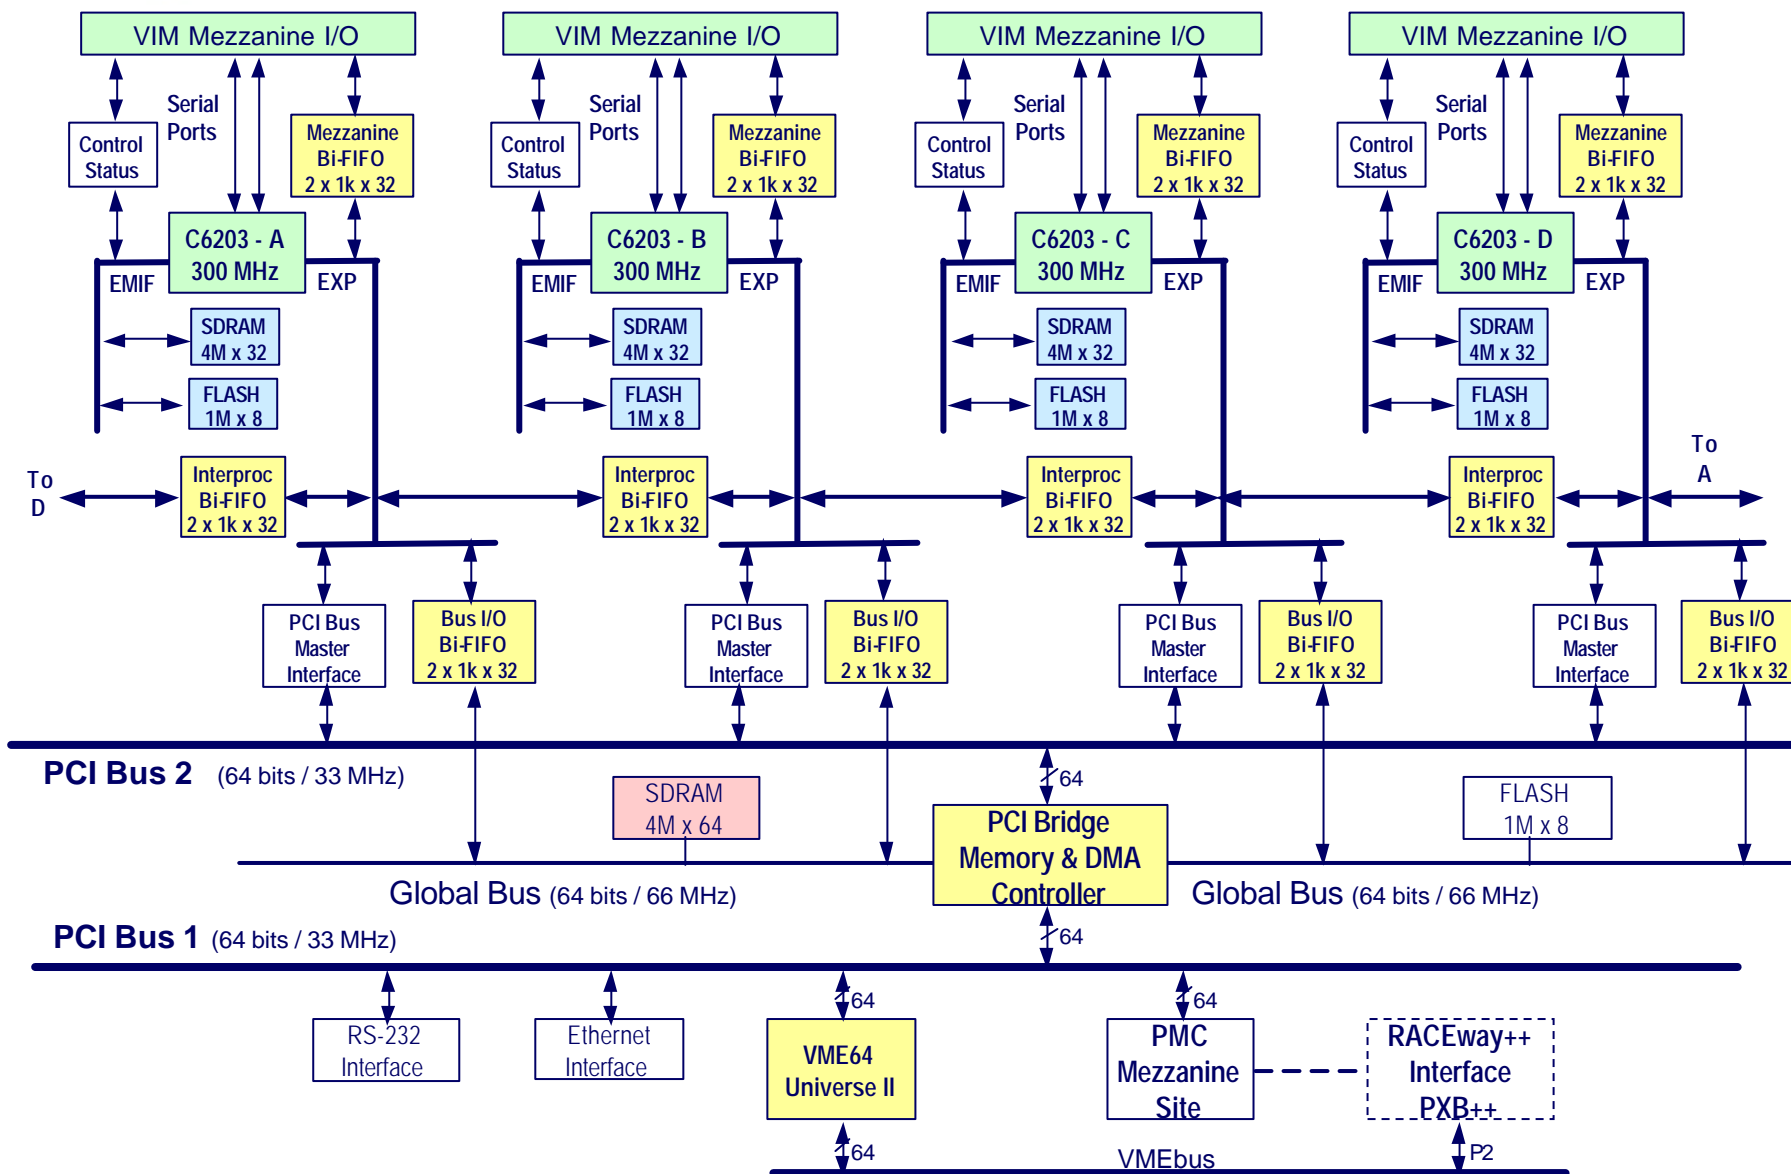 VIM Mezzanine I/O
VIM Mezzanine I/O
VIM Mezzanine I/O
VIM Mezzanine I/O
Control
Status
Serial
Ports
Mezzanine
Bi-FIFO
2 x 1k x 32
Control
Status
Serial
Ports
Mezzanine
Bi-FIFO
2 x 1k x 32
Control
Status
Serial
Ports
Mezzanine
Bi-FIFO
2 x 1k x 32
Control
Status
Serial
Ports
Mezzanine
Bi-FIFO
2 x 1k x 32
C6203 - A
300 MHz
EMIF
EXP
C6203 - B
300 MHz
EMIF
EXP
C6203 - C
300 MHz
EMIF
EXP
C6203 - D
300 MHz
EMIF
EXP
SDRAM
4M x 32
SDRAM
4M x 32
SDRAM
4M x 32
SDRAM
4M x 32
FLASH
1M x 8
FLASH
1M x 8
FLASH
1M x 8
FLASH
1M x 8
To
D
Interproc
Bi-FIFO
2 x 1k x 32
Interproc
Bi-FIFO
2 x 1k x 32
Interproc
Bi-FIFO
2 x 1k x 32
Interproc
Bi-FIFO
2 x 1k x 32
To
A
PCI Bus
Master
Interface
Bus I/O
Bi-FIFO
2 x 1k x 32
PCI Bus
Master
Interface
Bus I/O
Bi-FIFO
2 x 1k x 32
PCI Bus
Master
Interface
Bus I/O
Bi-FIFO
2 x 1k x 32
PCI Bus
Master
Interface
Bus I/O
Bi-FIFO
2 x 1k x 32
PCI Bus 2 (64 bits / 33 MHz)
64
SDRAM
4M x 64
PCI Bridge
Memory & DMA
Controller
FLASH
1M x 8
Global Bus (64 bits / 66 MHz)
Global Bus (64 bits / 66 MHz)
PCI Bus 1 (64 bits / 33 MHz)
64
64
64
RS-232
Interface
Ethernet
Interface
VME64
Universe II
PMC
Mezzanine
Site
RACEway++
Interface
PXB++
64
VMEbus
P2